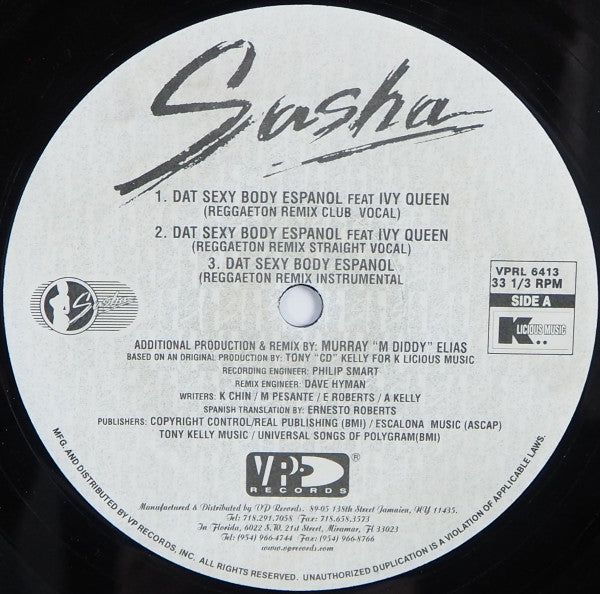 Sasha
1. DAT SEXY BODY ESPANOL FEAT IVY QUEEN
(REGGAETON REMIX CLUB VOCAL)
2. DAT SEXY BODY ESPANOL FEAT IVY QUEEN
(REGGAETON REMIX STRAIGHT VOCAL)
3. DAT SEXY BODY ESPANOL
(REGGAETON REMIX INSTRUMENTAL
VPRL 6413
33 1/3 RPM
SIDE A
K LICIOUS MUSIC
ADDITIONAL PRODUCTION & REMIX BY: MURRAY "M DIDDY" ELIAS
BASED ON AN ORIGINAL PRODUCTION BY: TONY "CD" KELLY FOR K LICIOUS MUSIC
RECORDING ENGINEER: PHILIP SMART
REMIX ENGINEER: DAVE HYMAN
WRITERS: K CHIN / M PESANTE / E ROBERTS / A KELLY
SPANISH TRANSLATION BY: ERNESTO ROBERTS
PUBLISHERS: COPYRIGHT CONTROL/REAL PUBLISHING (BMI) / ESCALONA MUSIC (ASCAP)
TONY KELLY MUSIC / UNIVERSAL SONGS OF POLYGRAM(BMI)
VP RECORDS ®
Manufactured & Distributed by VP Records. 89-05 138th Street Jamaica, NY 11435.
Tel: 718.291.7058 Fax: 718.658.3573
In Florida, 6022 S.W. 21st Street, Miramar, Fl 33023
Tel: (954) 966-4744 Fax: (954) 966-8766
www.vprecords.com
MFG. AND DISTRIBUTED BY VP RECORDS, INC. ALL RIGHTS RESERVED. UNAUTHORIZED DUPLICATION IS A VIOLATION OF APPLICABLE LAWS.